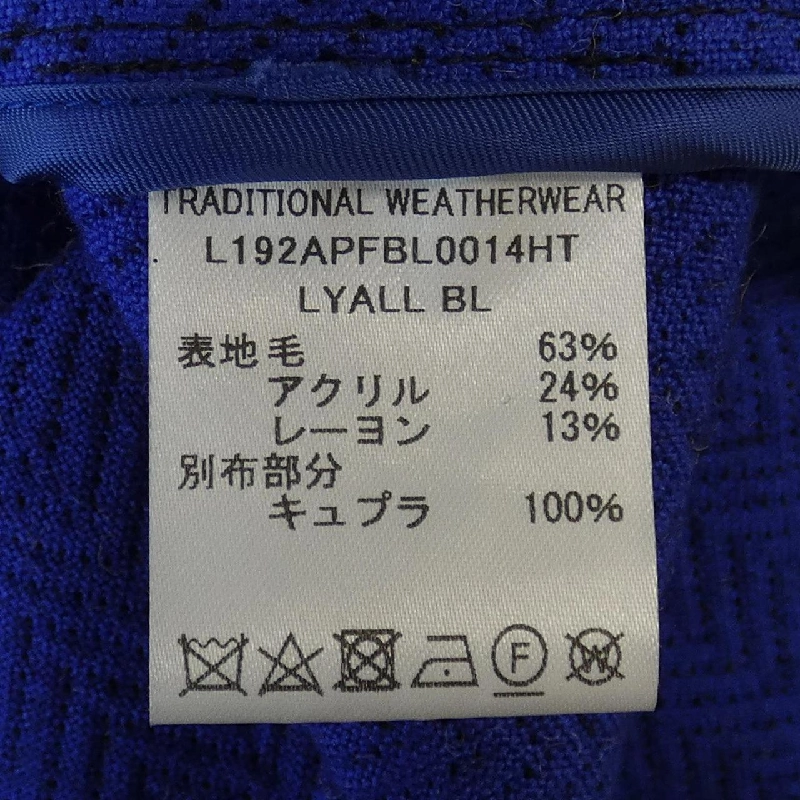 TRADITIONAL WEATHERWEAR
L192APFBL0014HT
LYALL BL
表地 毛 63%
アクリル 24%
レーヨン 13%
別布部分
キュプラ 100%
F W